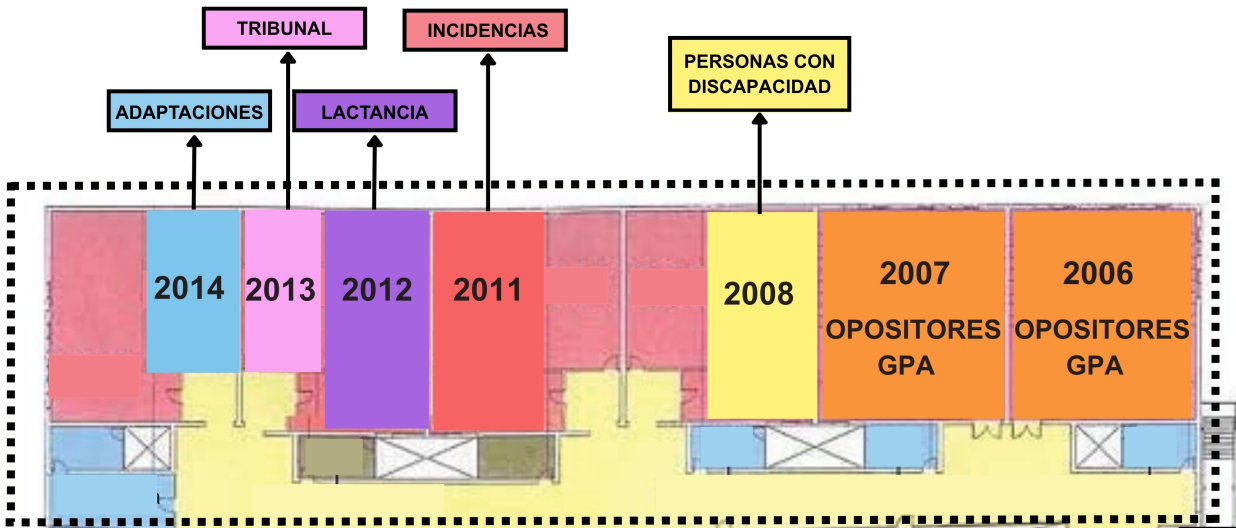 TRIBUNAL
INCIDENCIAS
PERSONAS CON
DISCAPACIDAD
ADAPTACIONES
LACTANCIA
2014
2013
2012
2011
2008
2007
OPOSITORES
GPA
2006
OPOSITORES
GPA